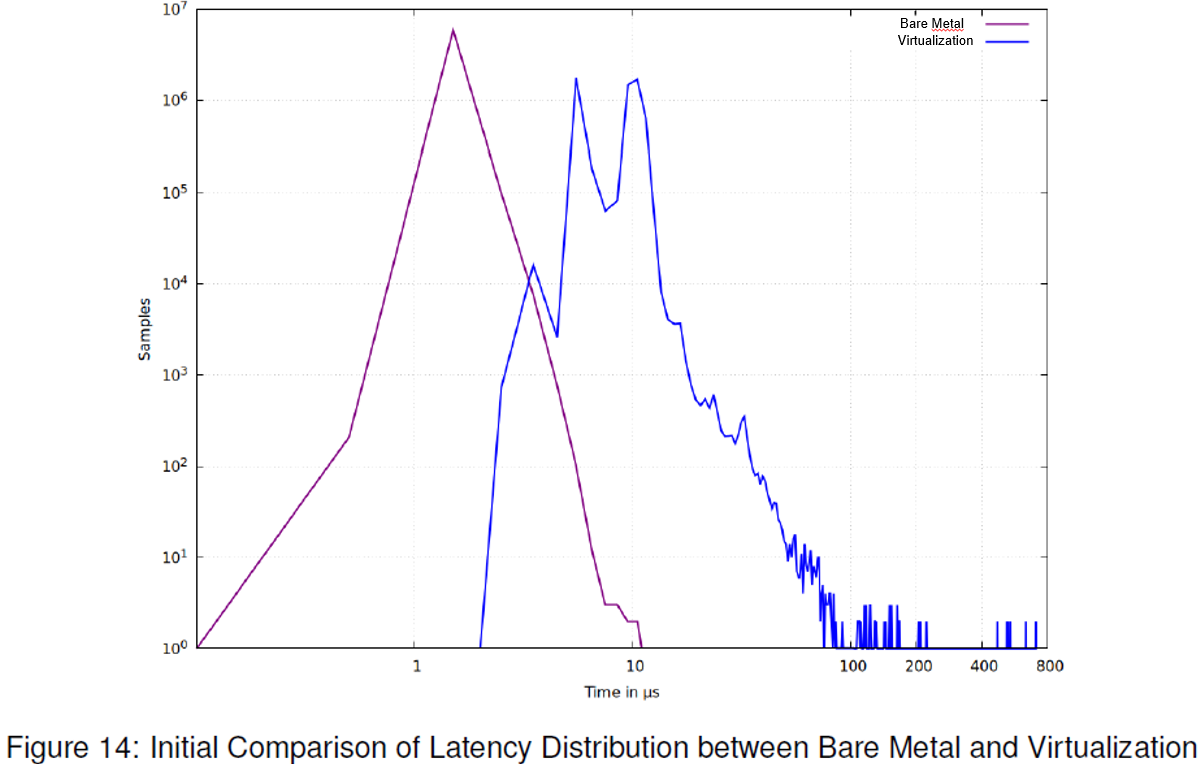 10⁷
Bare Metal
Virtualization
10⁶
10⁵
10⁴
Samples
10³
10²
10¹
10⁰
1 10 100 200 400 800
Time in µs
Figure 14: Initial Comparison of Latency Distribution between Bare Metal and Virtualization